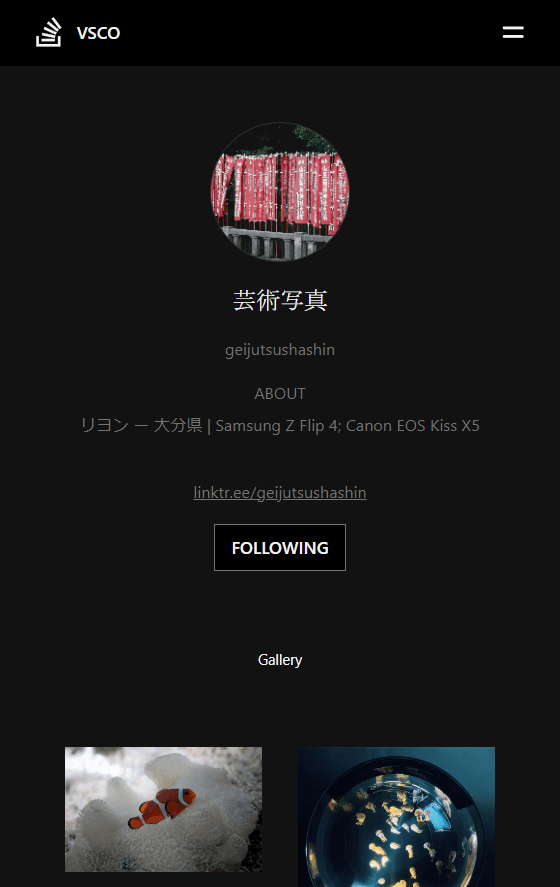 VSCO
芸術写真
geijutsushashin
ABOUT
リヨン ー 大分県 | Samsung Z Flip 4; Canon EOS Kiss X5
linktr.ee/geijutsushashin
FOLLOWING
Gallery